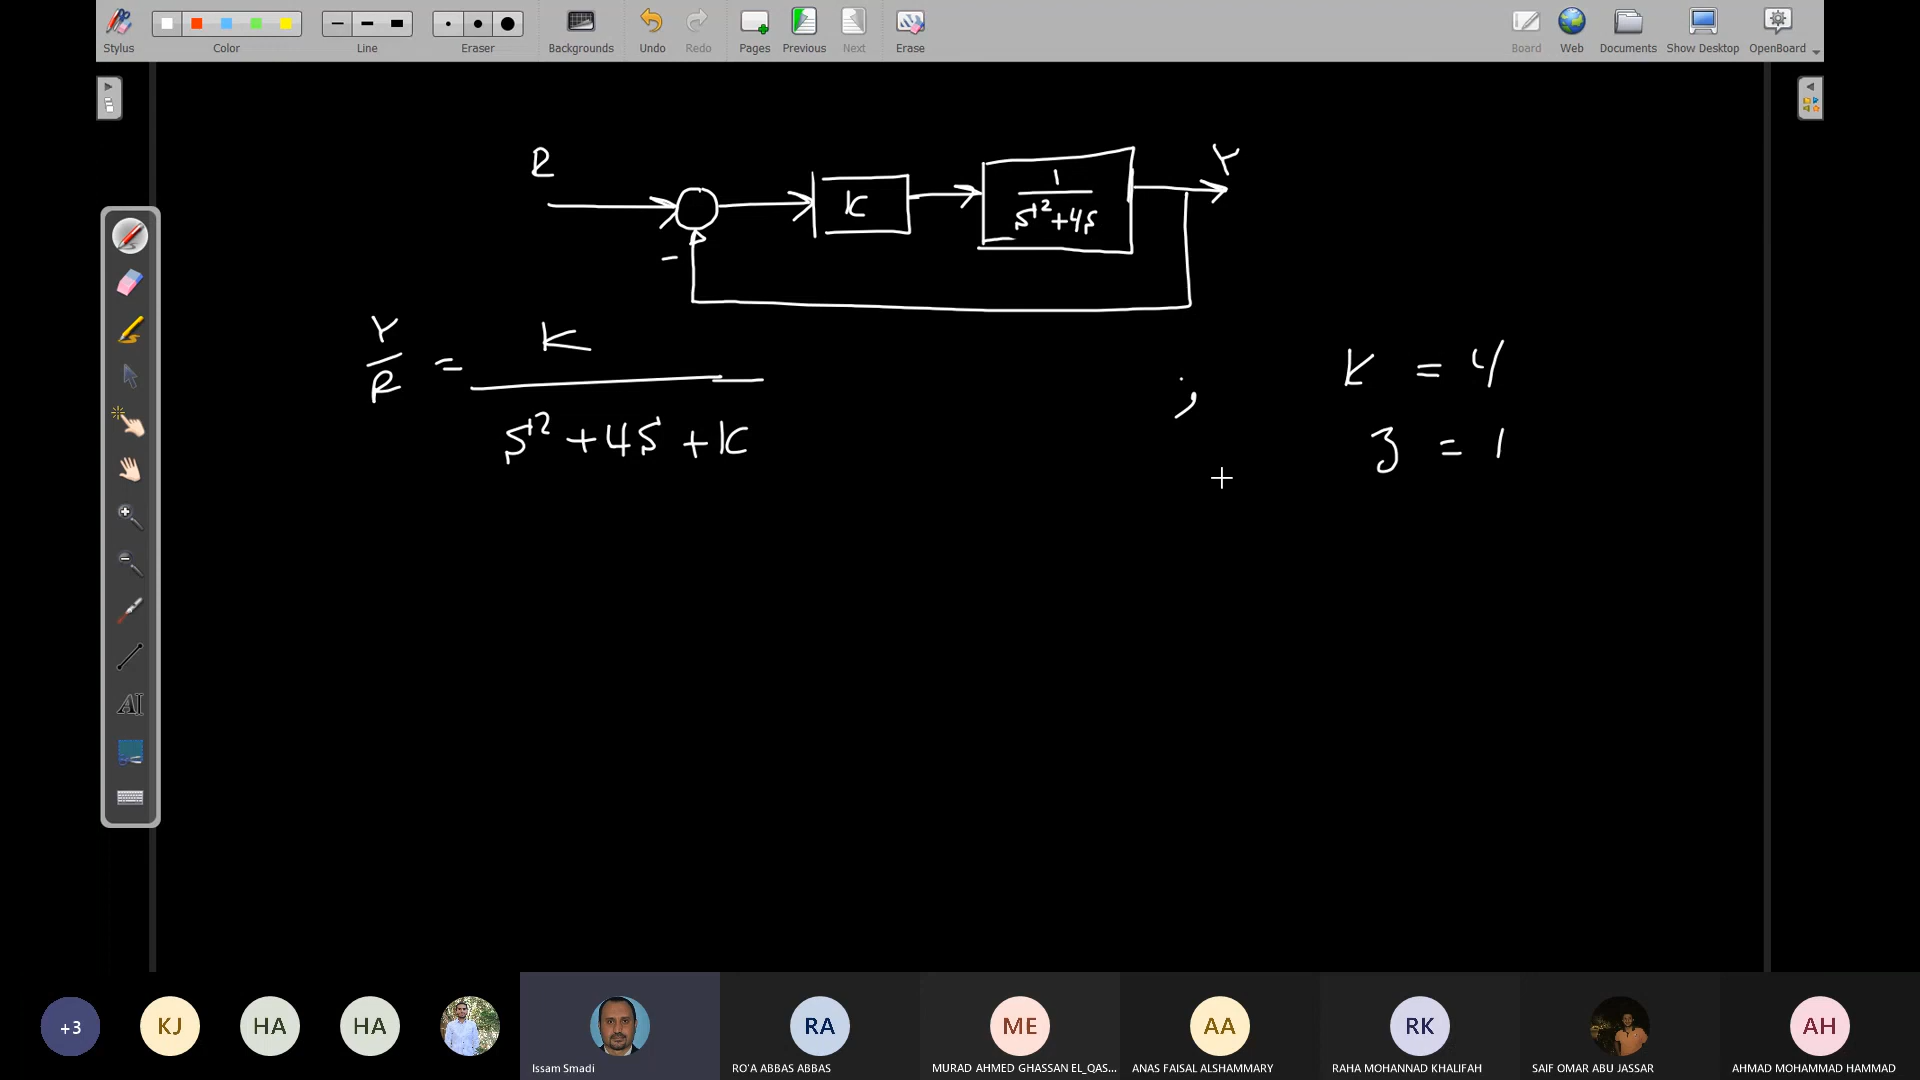 Stylus Color Line Eraser Backgrounds Undo Redo Pages Previous Next Erase Board Web Documents Show Desktop OpenBoard
R
Y
K
1
s²+4s
-
Y
R
=
K
s²+4s+K
;
K = 4
ʒ = 1
+3
KJ
HA
HA
Issam Smadi
RA
RO'A ABBAS ABBAS
ME
MURAD AHMED GHASSAN EL_QAS...
AA
ANAS FAISAL ALSHAMMARY
RK
RAHA MOHANNAD KHALIFAH
SAIF OMAR ABU JASSAR
AH
AHMAD MOHAMMAD HAMMAD